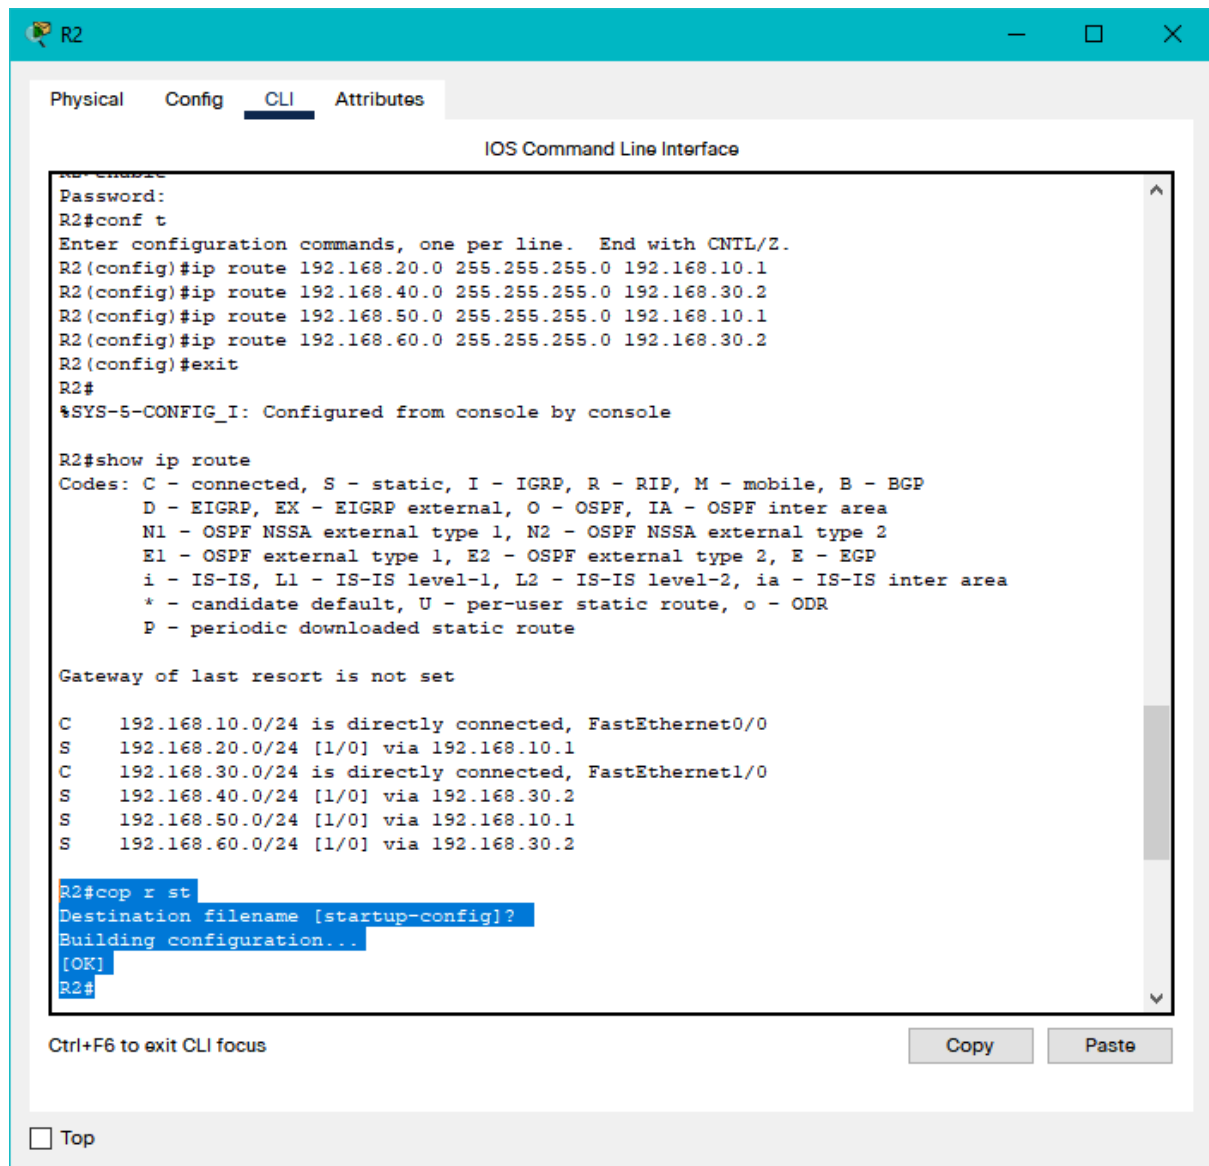 R2
Physical Config CLI Attributes
IOS Command Line Interface
R2>enable
Password:
R2#conf t
Enter configuration commands, one per line.  End with CNTL/Z.
R2(config)#ip route 192.168.20.0 255.255.255.0 192.168.10.1
R2(config)#ip route 192.168.40.0 255.255.255.0 192.168.30.2
R2(config)#ip route 192.168.50.0 255.255.255.0 192.168.10.1
R2(config)#ip route 192.168.60.0 255.255.255.0 192.168.30.2
R2(config)#exit
R2#
%SYS-5-CONFIG_I: Configured from console by console
R2#show ip route
Codes: C - connected, S - static, I - IGRP, R - RIP, M - mobile, B - BGP
       D - EIGRP, EX - EIGRP external, O - OSPF, IA - OSPF inter area
       N1 - OSPF NSSA external type 1, N2 - OSPF NSSA external type 2
       E1 - OSPF external type 1, E2 - OSPF external type 2, E - EGP
       i - IS-IS, L1 - IS-IS level-1, L2 - IS-IS level-2, ia - IS-IS inter area
       * - candidate default, U - per-user static route, o - ODR
       P - periodic downloaded static route
Gateway of last resort is not set
C    192.168.10.0/24 is directly connected, FastEthernet0/0
S    192.168.20.0/24 [1/0] via 192.168.10.1
C    192.168.30.0/24 is directly connected, FastEthernet1/0
S    192.168.40.0/24 [1/0] via 192.168.30.2
S    192.168.50.0/24 [1/0] via 192.168.10.1
S    192.168.60.0/24 [1/0] via 192.168.30.2
R2#cop r st
Destination filename [startup-config]?
Building configuration...
[OK]
R2#
Ctrl+F6 to exit CLI focus
Copy Paste
Top